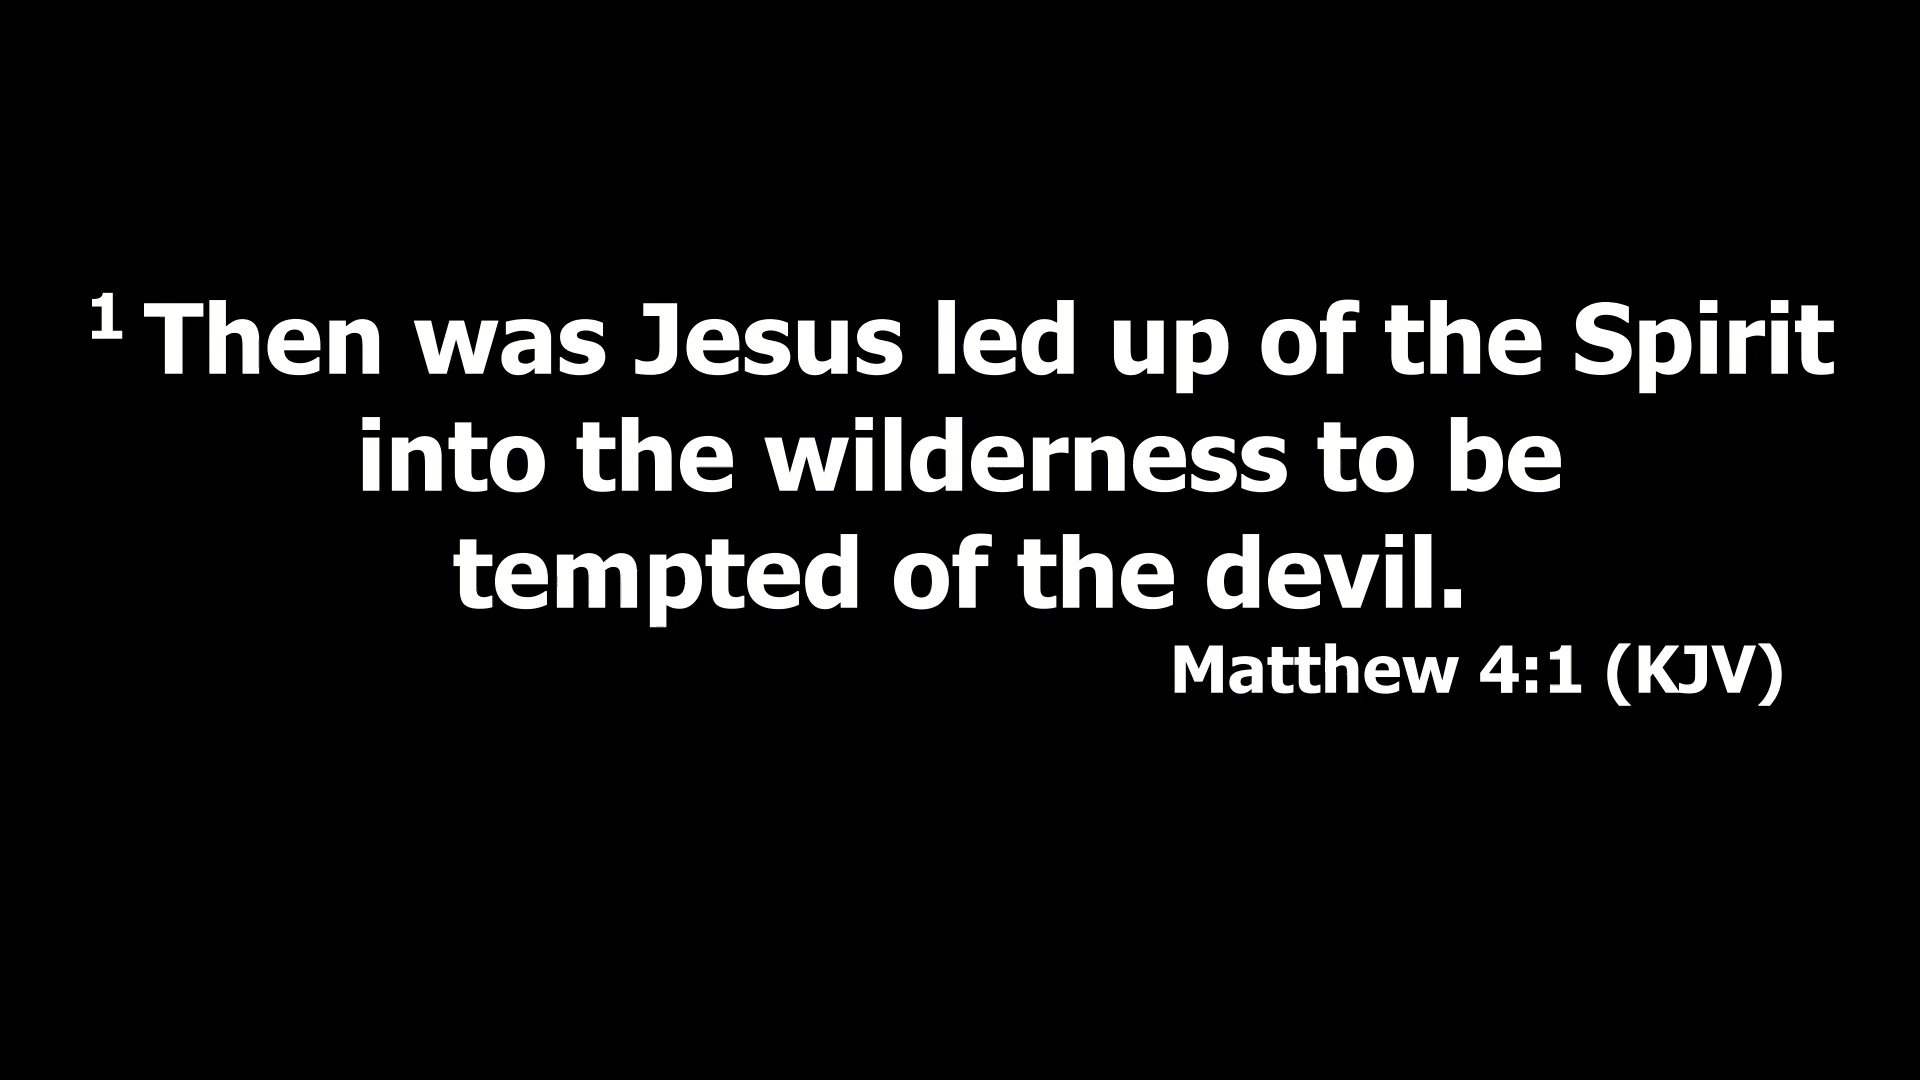 1 Then was Jesus led up of the Spirit
into the wilderness to be
tempted of the devil.
Matthew 4:1 (KJV)